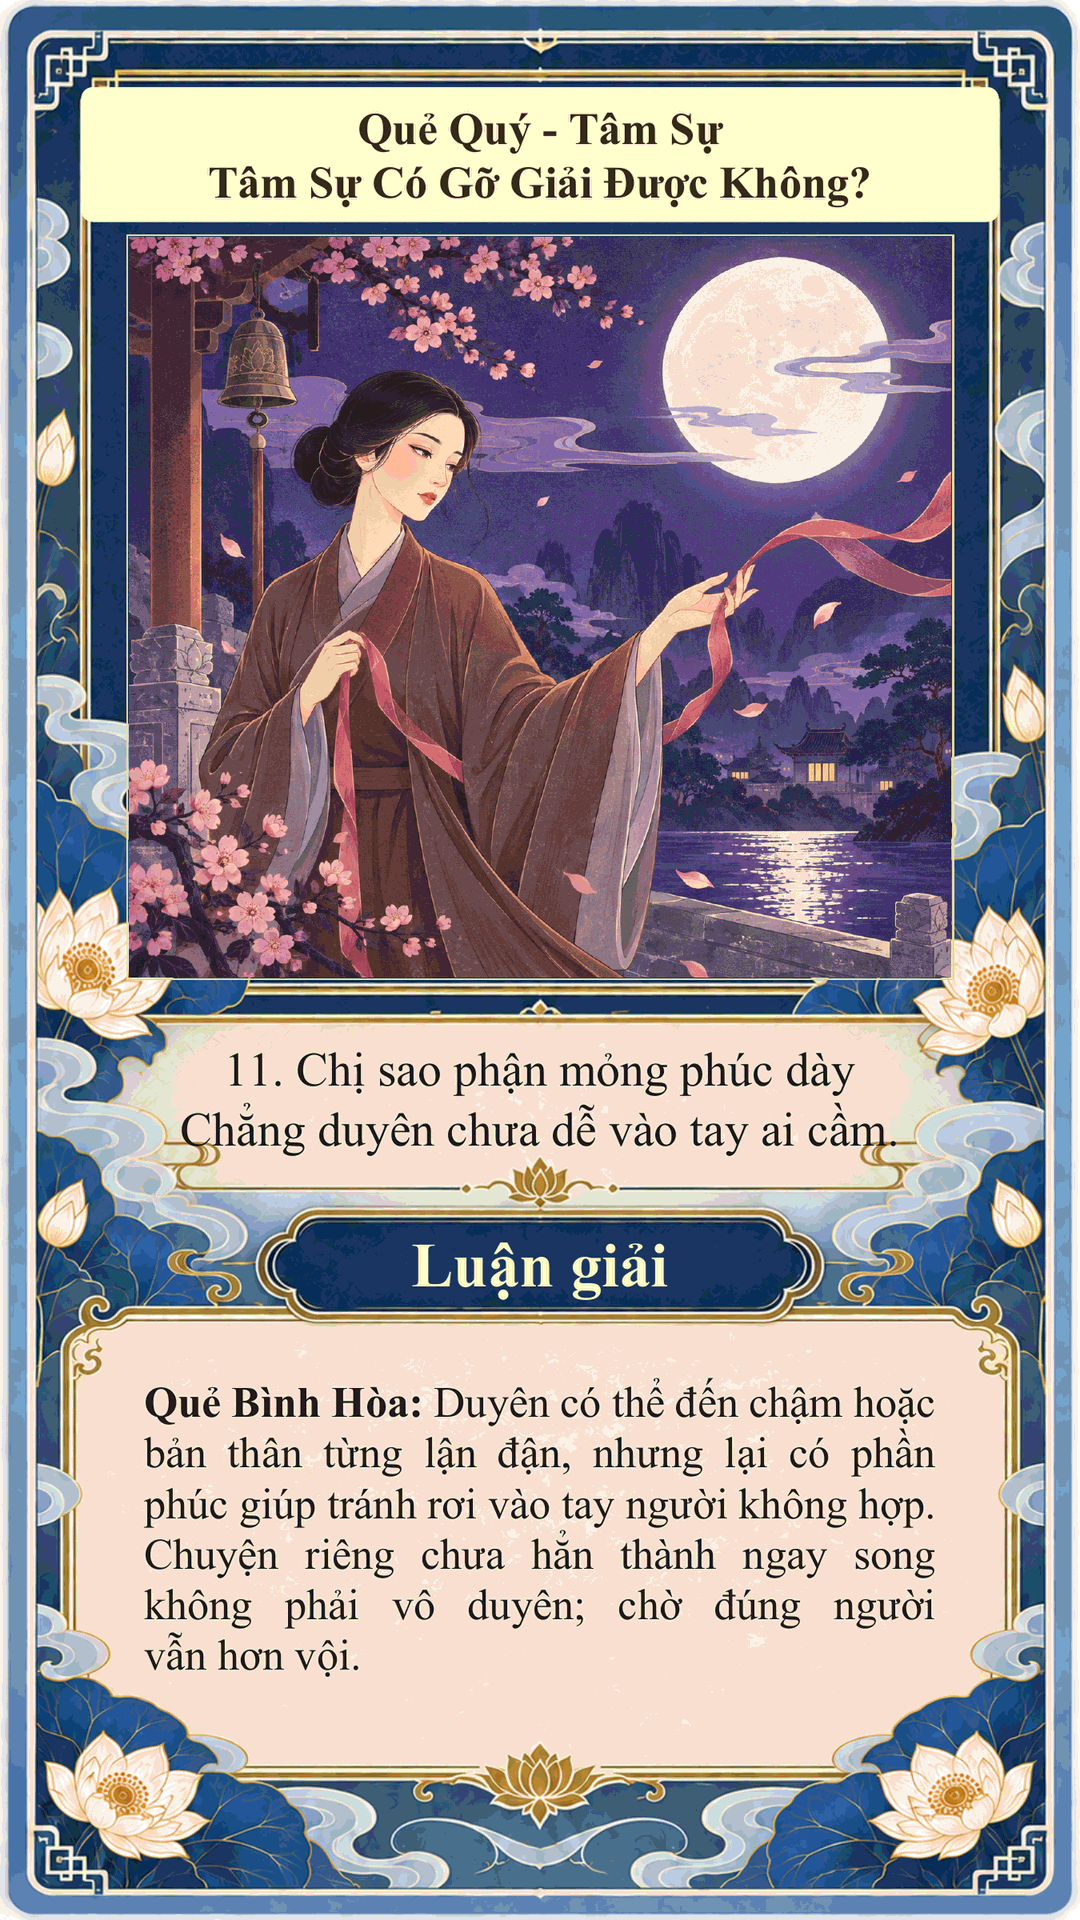 Quẻ Quý - Tâm Sự
Tâm Sự Có Gỡ Giải Được Không?
11. Chị sao phận mỏng phúc dày
Chẳng duyên chưa dễ vào tay ai cầm.
Luận giải
Quẻ Bình Hòa: Duyên có thể đến chậm hoặc
bản thân từng lận đận, nhưng lại có phần
phúc giúp tránh rơi vào tay người không hợp.
Chuyện riêng chưa hẳn thành ngay song
không phải vô duyên; chờ đúng người
vẫn hơn vội.